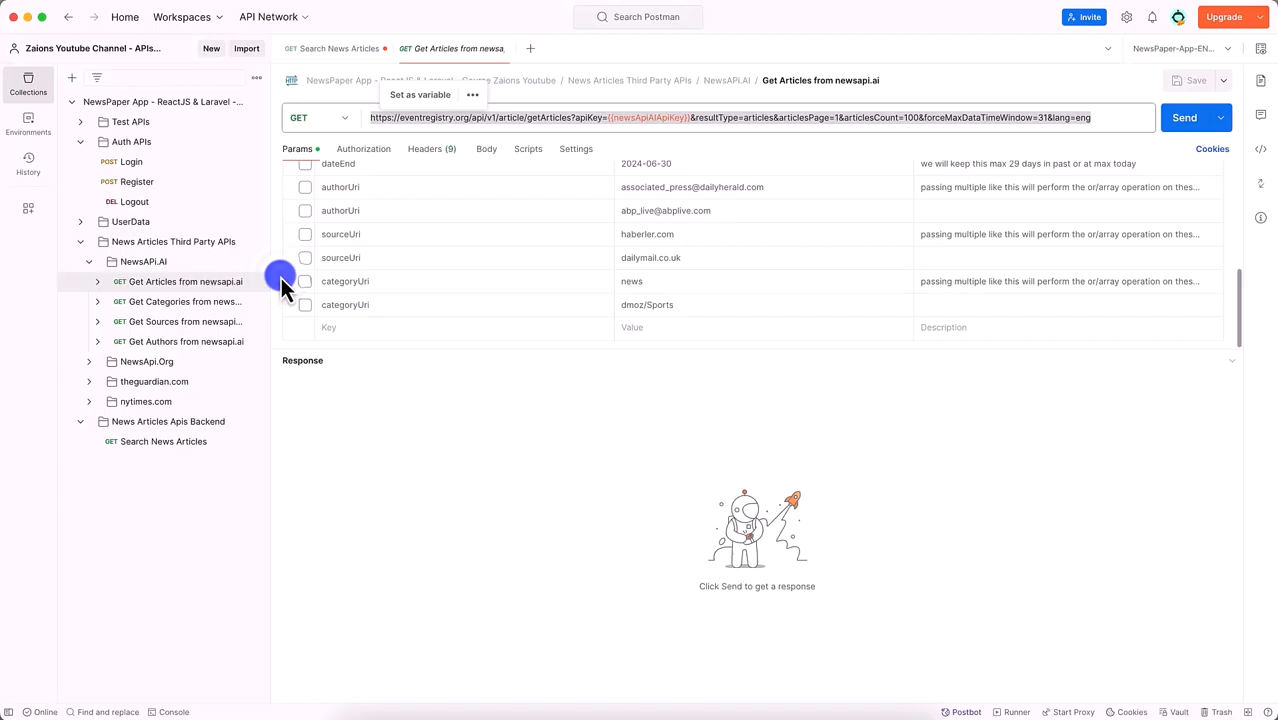 Home
Workspaces
API Network
Search Postman
Invite
Upgrade
Zaions Youtube Channel - APIs...
New
Import
GET Search News Articles
GET Get Articles from newsa
NewsPaper-App-EN...
Collections
Environments
History
NewsPaper App - ReactJS & Laravel -...
Test APIs
Auth APIs
POST Login
POST Register
DEL Logout
UserData
News Articles Third Party APIs
NewsAPi.AI
GET Get Articles from newsapi.ai
GET Get Categories from news...
GET Get Sources from newsapi...
GET Get Authors from newsapi.ai
NewsApi.Org
theguardian.com
nytimes.com
News Articles Apis Backend
GET Search News Articles
NewsPaper App - ReactJS & Laravel - Course Zaions Youtube / News Articles Third Party APIs / NewsAPi.AI / Get Articles from newsapi.ai
Save
Set as variable
GET
https://eventregistry.org/api/v1/article/getArticles?apiKey={{newsApiAIApiKey}}&resultType=articles&articlesPage=1&articlesCount=100&forceMaxDataTimeWindow=31&lang=eng
Send
Params
Authorization
Headers (9)
Body
Scripts
Settings
Cookies
dateEnd 2024-06-30 we will keep this max 29 days in past or at max today
authorUri associated_press@dailyherald.com passing multiple like this will perform the or/array operation on thes...
authorUri abp_live@abplive.com
sourceUri haberler.com passing multiple like this will perform the or/array operation on thes...
sourceUri dailymail.co.uk
categoryUri news passing multiple like this will perform the or/array operation on thes...
categoryUri dmoz/Sports
Key Value Description
Response
Click Send to get a response
Online
Find and replace
Console
Postbot
Runner
Start Proxy
Cookies
Vault
Trash